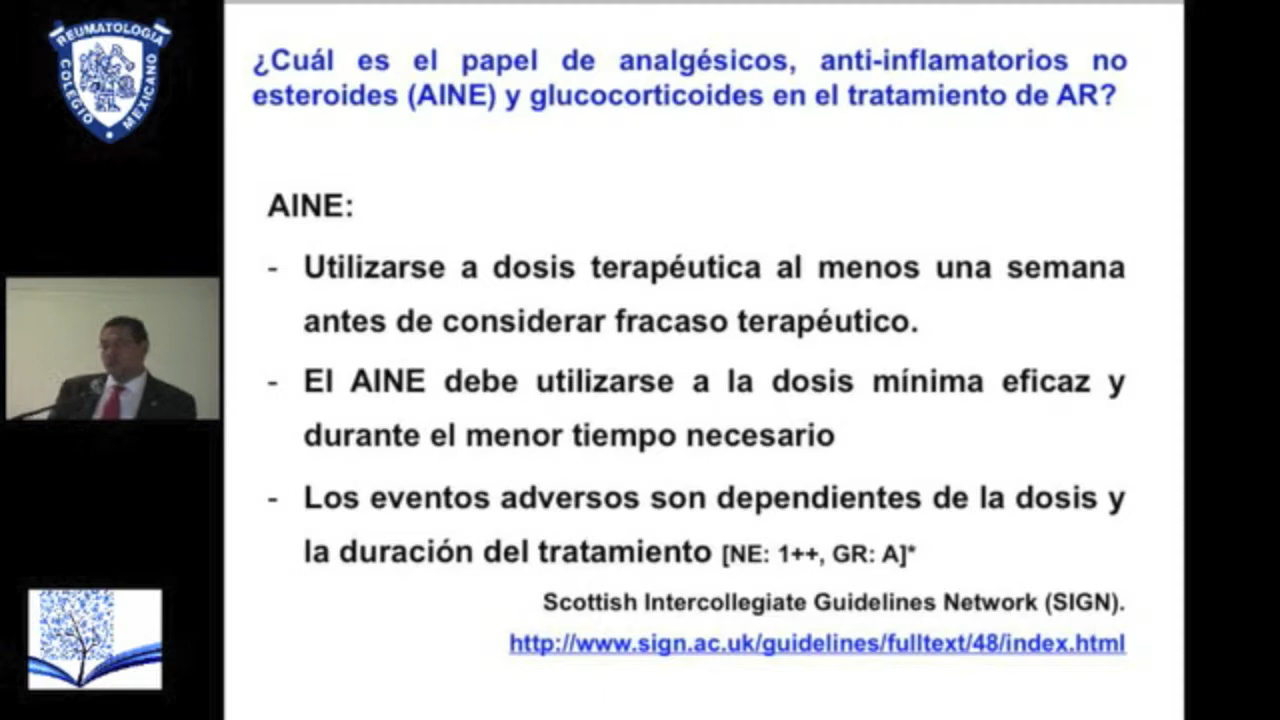 REUMATOLOGIA
COLEGIO
MEXICANO
¿Cuál es el papel de analgésicos, anti-inflamatorios no
esteroides (AINE) y glucocorticoides en el tratamiento de AR?
AINE:
- Utilizarse a dosis terapéutica al menos una semana
antes de considerar fracaso terapéutico.
- El AINE debe utilizarse a la dosis mínima eficaz y
durante el menor tiempo necesario
- Los eventos adversos son dependientes de la dosis y
la duración del tratamiento [NE: 1++, GR: A]*
Scottish Intercollegiate Guidelines Network (SIGN).
http://www.sign.ac.uk/guidelines/fulltext/48/index.html